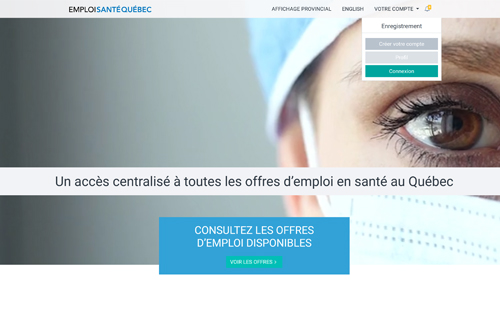 EMPLOISANTÉQUÉBEC
AFFICHAGE PROVINCIAL
ENGLISH
VOTRE COMPTE
Enregistrement
Créer votre compte
Connexion
Un accès centralisé à toutes les offres d'emploi en santé au Québec
CONSULTEZ LES OFFRES
D'EMPLOI DISPONIBLES
VOIR LES OFFRES >